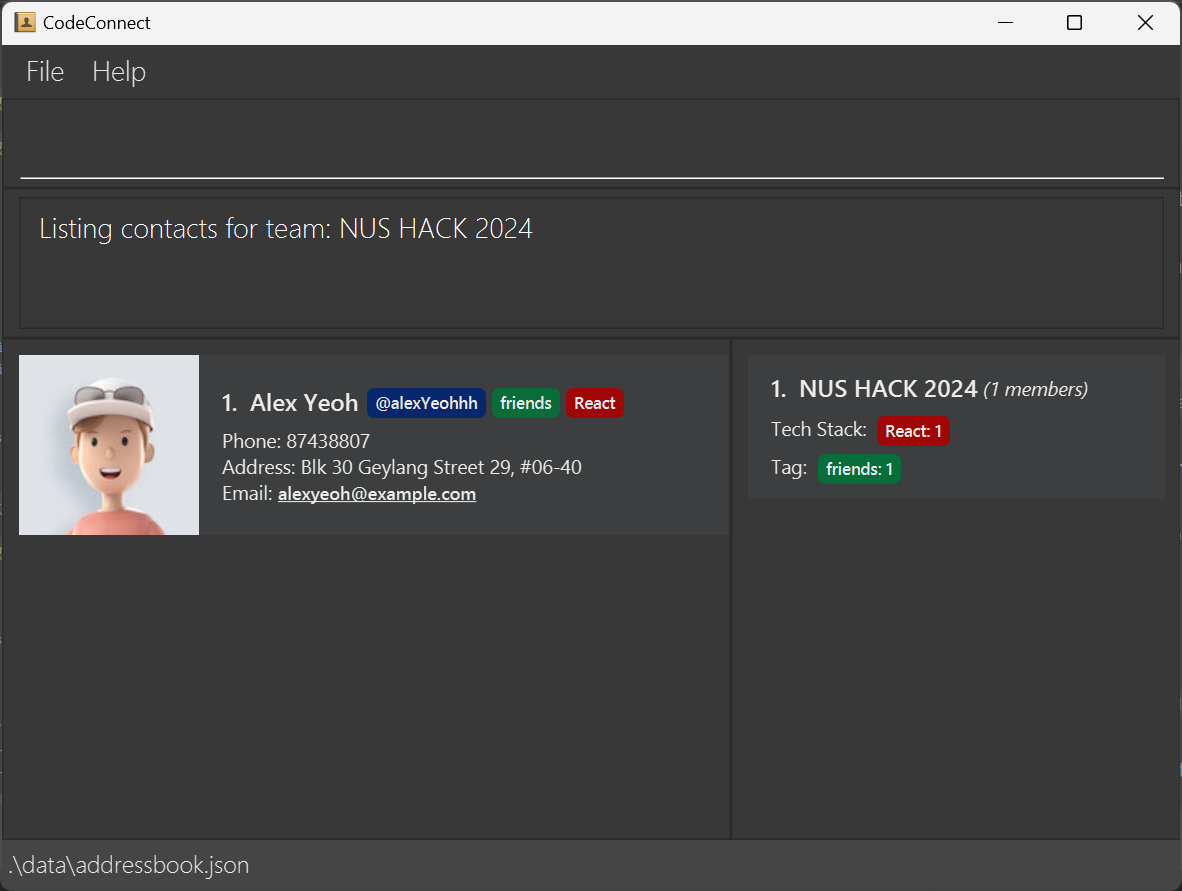 CodeConnect
File Help
Listing contacts for team: NUS HACK 2024
1. Alex Yeoh @alexYeohhh friends React
Phone: 87438807
Address: Blk 30 Geylang Street 29, #06-40
Email: alexyeoh@example.com
1. NUS HACK 2024 (1 members)
Tech Stack: React: 1
Tag: friends: 1
.\data\addressbook.json